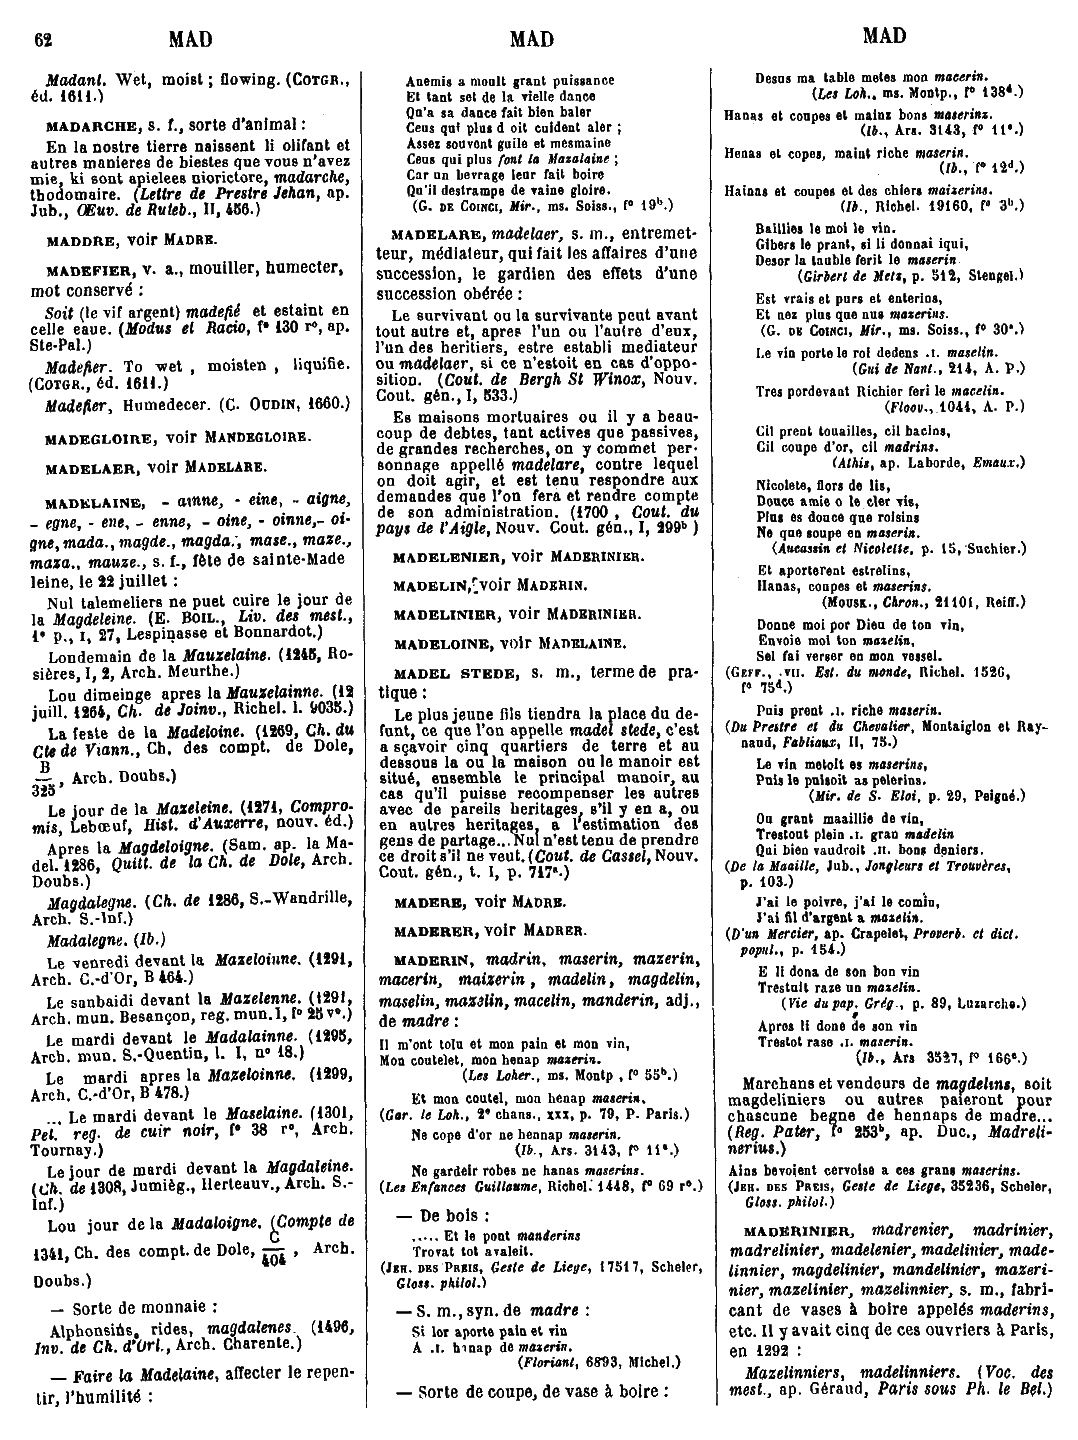 62 MAD MAD MAD
Madant. Wet, moist ; flowing. (COTGR.,
éd. 1611.)
MADARCHE, s. f., sorte d'animal :
En la nostre tierre naissent li olifant et
autres manieres de biestes que vous n'avez
mie, ki sont apielees niorictore, madarche,
thodomaire. (Lettre de Prestre Jehan, ap.
Jub., Œuv. de Ruteb., II, 456.)
MADDRE, voir MADRE.
MADEFIER, v. a., mouiller, humecter,
mot conservé :
Soit (le vif argent) madefié et estaint en
celle eaue. (Modus et Racio, f° 130 r°, ap.
Ste-Pal.)
Madefier. To wet , moisten , liquifie.
(COTGR., éd. 1611.)
Madefier, Humedecer. (C. OUDIN, 1660.)
MADEGLOIRE, voir MANDEGLOIRE.
MADELAER, voir MADELARE.
MADELAINE, - ainne, - eine, - aigne,
- egne, - ene, - enne, - oine, - oinne, - oi-
gne, mada., magde., magda., mase., maze.,
maza., mauze., s. f., fête de sainte-Made
leine, le 22 juillet :
Nul talemeliers ne puet cuire le jour de
la Magdeleine. (E. BOIL., Liv. des mest.,
1° p., I, 27, Lespinasse et Bonnardot.)
Londemain de la Mauzelaine. (1245, Ro-
sières, I, 2, Arch. Meurthe.)
Lou dimeinge apres la Mauzelainne. (12
juill. 1264, Ch. de Joinv., Richel. l. 9035.)
La feste de la Madeloine. (1269, Ch. du
Cte de Viann., Ch. des compt. de Dole,
B
325 , Arch. Doubs.)
Le jour de la Mazeleine. (1271, Compro-
mis, Lebœuf, Hist. d'Auxerre, nouv. éd.)
Apres la Magdeloigne. (Sam. ap. la Ma-
del. 1286, Quitt. de la Ch. de Dole, Arch.
Doubs.)
Magdalegne. (Ch. de 1286, S.-Wandrille,
Arch. S.-Inf.)
Madalegne. (Ib.)
Le venredi devant la Mazeloinne. (1291,
Arch. C.-d'Or, B 464.)
Le sanbaidi devant la Mazelenne. (1291,
Arch. mun. Besançon, reg. mun. 1, f° 25 v°.)
Le mardi devant le Madalainne. (1295,
Arch. mun. S.-Quentin, l. I, n° 18.)
Le mardi apres la Mazeloinne. (1299,
Arch. C.-d'Or, B 478.)
... Le mardi devant le Maselaine. (1301,
Pet. reg. de cuir noir, f° 38 r°, Arch.
Tournay.)
Le jour de mardi devant la Magdaleine.
(Ch. de 1308, Jumièg., Herteauv., Arch. S.-
Inf.)
Lou jour de la Madaloigne. (Compte de
1341, Ch. des compt. de Dole, C/404 , Arch.
Doubs.)
— Sorte de monnaie :
Alphonsins, rides, magdalenes. (1496,
Inv. de Ch. d'Orl., Arch. Charente.)
— Faire la Madelaine, affecter le repen-
tir, l'humilité :
Anemis a moult grant puissance
Et tant set de la vielle dance
Qu'a sa dance fait bien baler
Ceus qui plus d oit cuident aler ;
Assez souvont guile et mesmaine
Ceus qui plus font la Mazalaine ;
Car un bevrage leur fait boire
Qu'il destrampe de vaine gloire.
(G. DE COINCI, Mir., ms. Soiss., f° 19ᵇ.)
MADELARE, madelaer, s. m., entremet-
teur, médiateur, qui fait les affaires d'une
succession, le gardien des effets d'une
succession obérée :
Le survivant ou la survivante peut avant
tout autre et, apres l'un ou l'autre d'eux,
l'un des heritiers, estre establi mediateur
ou madelaer, si ce n'estoit en cas d'oppo-
sition. (Cout. de Bergh St Winox, Nouv.
Cout. gén., I, 533.)
Es maisons mortuaires ou il y a beau-
coup de debtes, tant actives que passives,
de grandes recherches, on y commet per-
sonnage appellé madelare, contre lequel
on doit agir, et est tenu respondre aux
demandes que l'on fera et rendre compte
de son administration. (1700 , Cout. du
pays de l'Aigle, Nouv. Cout. gén., I, 299ᵇ )
MADELENIER, voir MADERINIER.
MADELIN, voir MADERIN.
MADELINIER, voir MADERINIER.
MADELOINE, voir MADELAINE.
MADEL STEDE, s. m., terme de pra-
tique :
Le plus jeune fils tiendra la place du de-
funt, ce que l'on appelle madel stede, c'est
a sçavoir cinq quartiers de terre et au
dessous la ou la maison ou le manoir est
situé, ensemble le principal manoir, au
cas qu'il puisse recompenser les autres
avec de pareils heritages, s'il y en a, ou
en autres heritages, a l'estimation des
gens de partage... Nul n'est tenu de prendre
ce droit s'il ne veut. (Cout. de Cassel, Nouv.
Cout. gén., t. I, p. 717ᵃ.)
MADERE, voir MADRE.
MADERER, voir MADRER.
MADERIN, madrin, maserin, mazerin,
macerin, maizerin , madelin, magdelin,
maselin, mazelin, macelin, manderin, adj.,
de madre :
Il m'ont tolu et mon pain et mon vin,
Mon coutelet, mon henap mazerin.
(Les Loher., ms. Montp , f° 55ᵇ.)
Et mon coutel, mon henap maserin.
(Gar. le Loh., 2° chans., XXX, p. 79, P. Paris.)
Ne cope d'or ne hennap maserin.
(Ib., Ars. 3143, f° 11ᵃ.)
Ne gardeir robes ne hanas maserins.
(Les Enfances Guillaume, Richel. 1448, f° 69 r°.)
— De bois :
..... Et le pont manderins
Trovat tot avaleit.
(JEH. DES PREIS, Geste de Liege, 17517, Scheler,
Gloss. philol.)
— S. m., syn. de madre :
Si lor aporte pain et vin
A .I. hanap de mazerin.
(Floriant, 6893, Michel.)
— Sorte de coupe, de vase à boire :
Desus ma table metes mon macerin.
(Les Loh., ms. Montp., f° 138ᵈ.)
Hanas et coupes et mainz bons maserinz.
(Ib., Ars. 3143, f° 11ᵃ.)
Henas et copes, maint riche maserin.
(Ib., f° 12ᵈ.)
Hainas et coupes et des chiers maizerins.
(Ib., Richel. 19160, f° 3ᵇ.)
Baillies le moi le vin.
Gibers le prant, si li donnai iqui,
Desor la tauble ferit le maserin
(Girbert de Metz, p. 512, Stengel.)
Est vrais et purs et enterins,
Et nez plus que nus mazerins.
(G. DE COINCI, Mir., ms. Soiss., f° 30ᵃ.)
Le vin porte le roi dedens .I. maselin.
(Gui de Nant., 214, A. P.)
Tres pordevant Richier feri le macelin.
(Floov., 1044, A. P.)
Cil prent touailles, cil bacins,
Cil coupe d'or, cil madrins.
(Athis, ap. Laborde, Emaux.)
Nicolete, flors de lis,
Douce amie o le cler vis,
Plus es douce que roisins
Ne que soupe en maserin.
(Aucassin et Nicolette, p. 15, Suchier.)
Et aporterent estrelins,
Hanas, coupes et maserins.
(MOUSK., Chron., 21101, Reiff.)
Donne moi por Dieu de ton vin,
Envoie moi ton mazelin,
Sel fai verser en mon vessel.
(GEFF., .VII. Est. du monde, Richel. 1526,
f° 75ᵈ.)
Puis prent .I. riche maserin.
(Du Prestre et du Chevalier, Montaiglon et Ray-
naud, Fabliaux, II, 75.)
Le vin metoit es maserins,
Puis le puisoit as pelerins.
(Mir. de S. Eloi, p. 29, Peigné.)
On grant maaillie de vin,
Trestout plein .I. gran madelin
Qui bien vaudroit .II. bons deniers.
(De la Maaille, Jub., Jongleurs et Trouvères,
p. 103.)
J'ai le poivre, j'ai le comin,
J'ai fil d'argent a mazelin.
(D'un Mercier, ap. Crapelet, Proverb. et dict.
popul., p. 154.)
E li dona de son bon vin
Trestuit raze un mazelin.
(Vie du pap. Grég., p. 89, Luzarche.)
Apres li done de son vin
Trestot rase .I. maserin.
(Ib., Ars 3527, f° 166ᵉ.)
Marchans et vendeurs de magdelins, soit
magdeliniers ou autres paieront pour
chascune begne de hennaps de madre...
(Reg. Pater, f° 253ᵇ, ap. Duc., Madreli-
nerius.)
Ains bevoient cervoise a ces grans maserins.
(JEH. DES PREIS, Geste de Liege, 35236, Scheler,
Gloss. philol.)
MADERINIER, madrenier, madrinier,
madrelinier, madelenier, madelinier, made-
linnier, magdelinier, mandelinier, mazeri-
nier, mazelinier, mazelinnier, s. m., fabri-
cant de vases à boire appelés maderins,
etc. Il y avait cinq de ces ouvriers à Paris,
en 1292 :
Mazelinniers, madelinniers. (Voc. des
mest., ap. Géraud, Paris sous Ph. le Bel.)